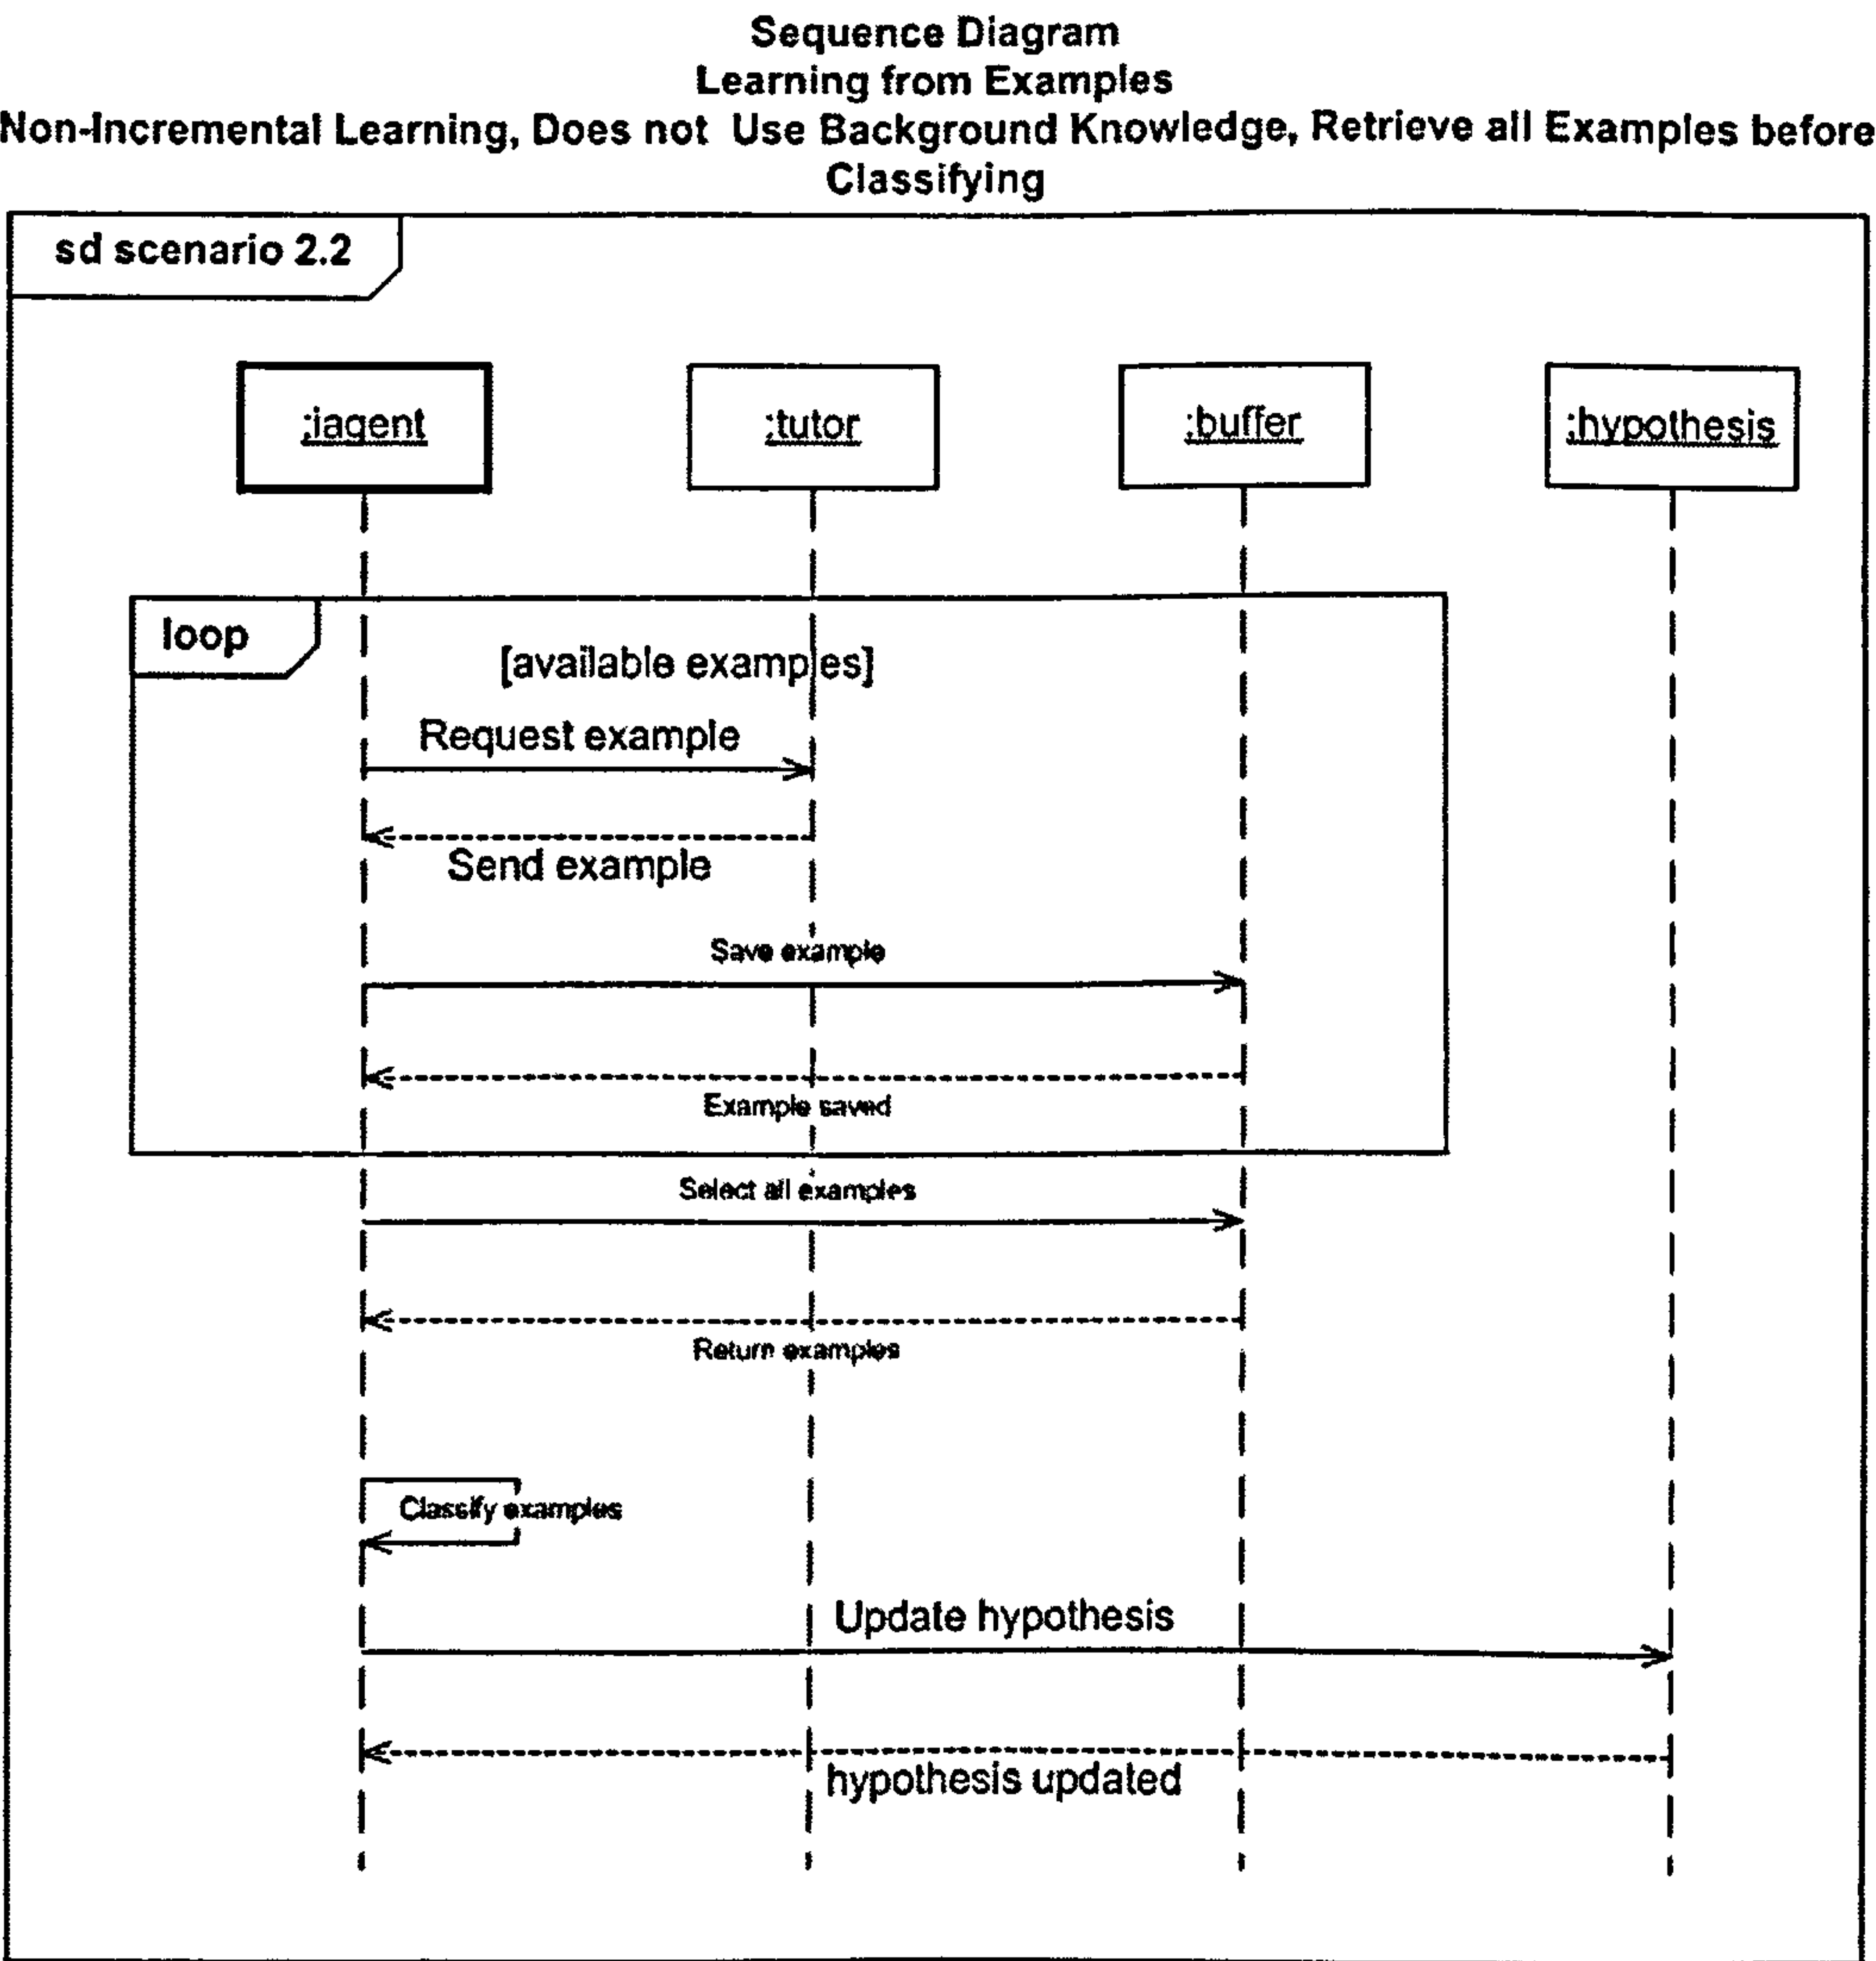 Sequence Diagram
Learning from Examples
Non-Incremental Learning, Does not Use Background Knowledge, Retrieve all Examples before
Classifying
sd scenario 2.2
:iagent
:tutor
:buffer
:hypothesis
loop
[available examples]
Request example
Send example
Save example
Example saved
Select all examples
Return examples
Classify examples
Update hypothesis
hypothesis updated